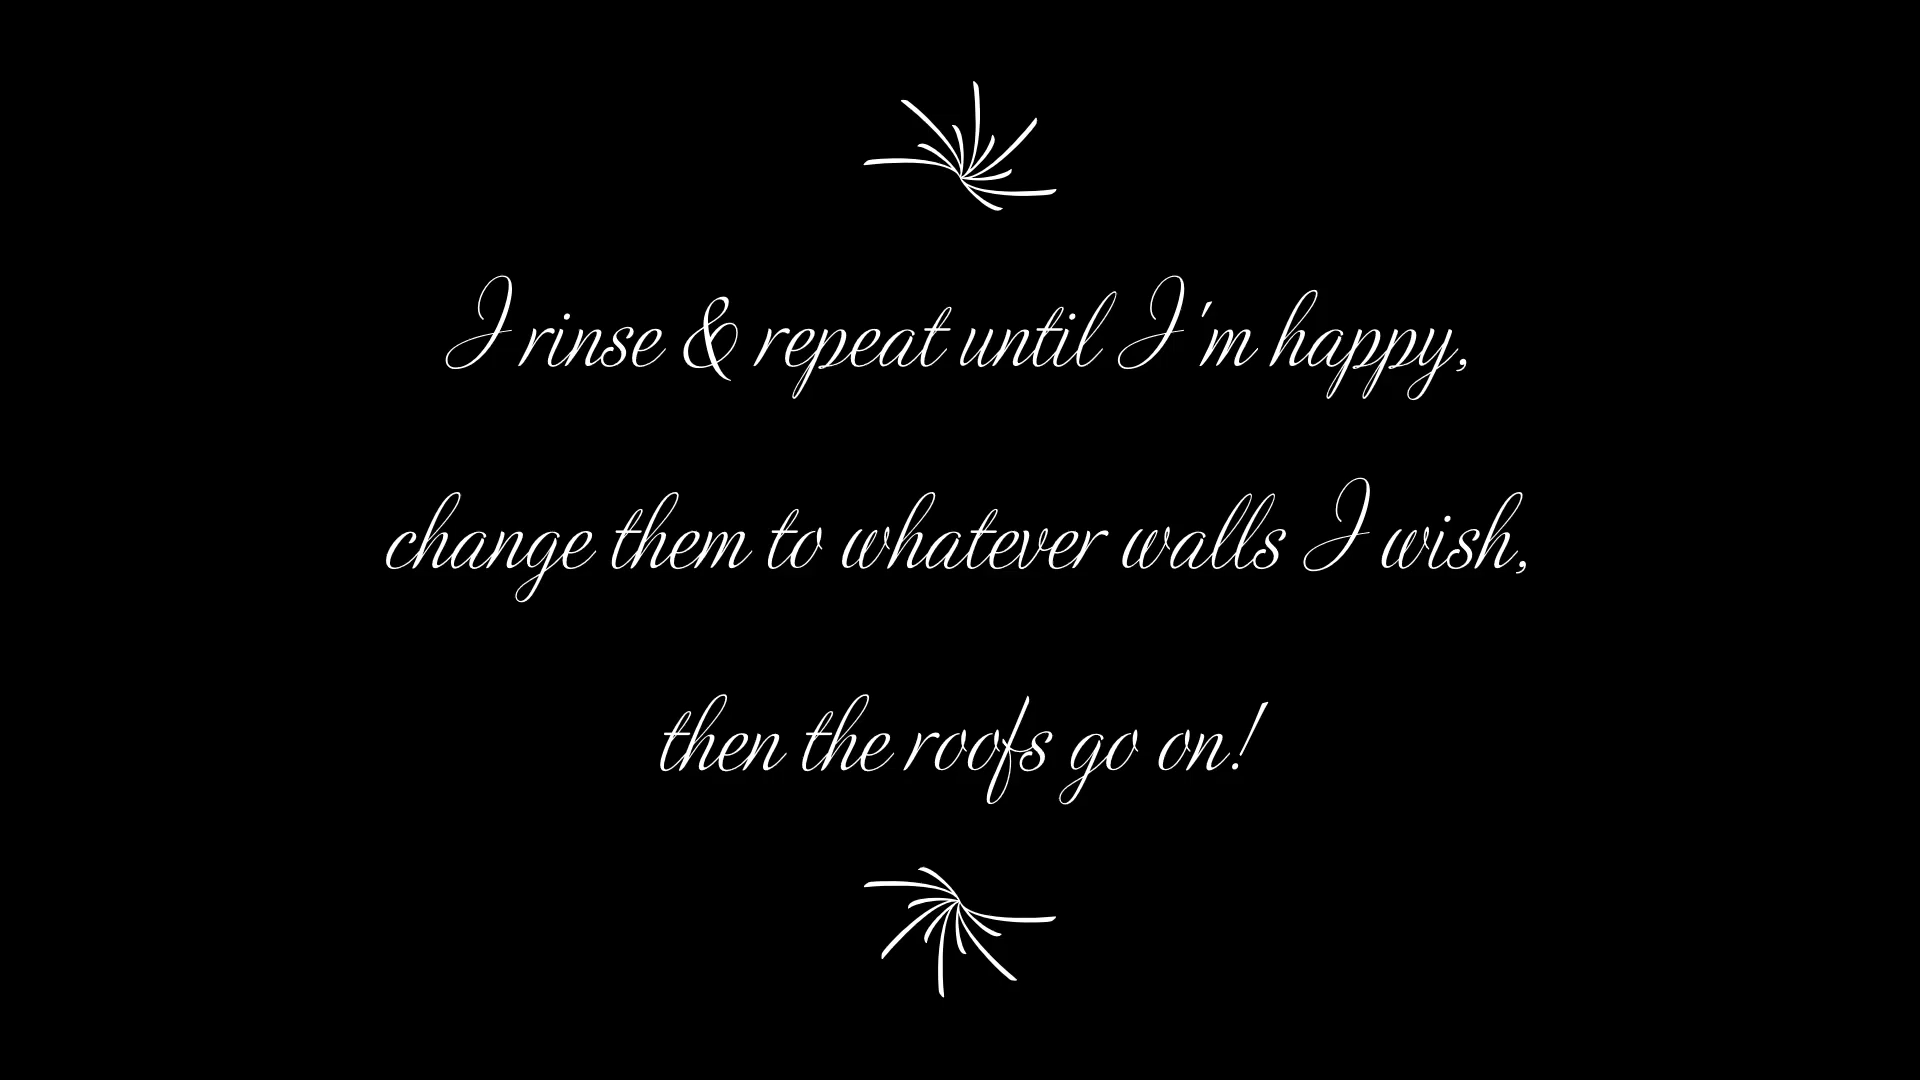 I rinse & repeat until I'm happy,
change them to whatever walls I wish,
then the roofs go on!